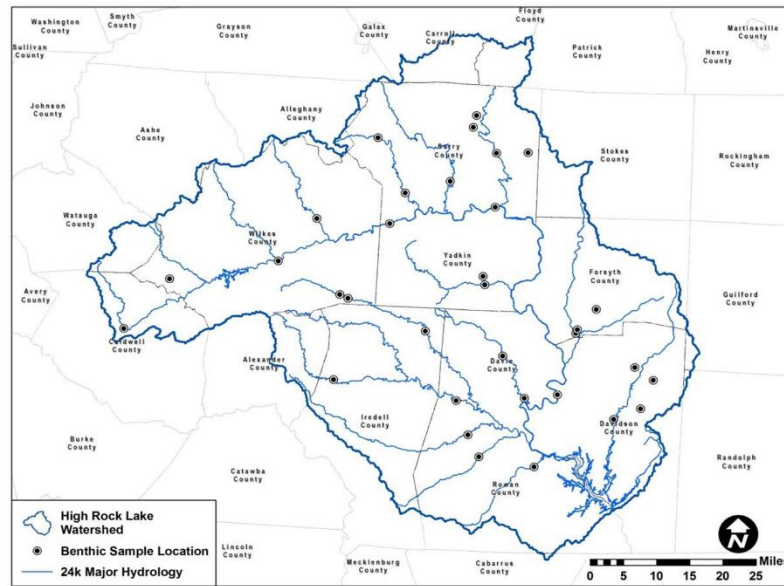 Washington
County
Smyth
County
Grayson
County
Galax
County
Carroll
County
Floyd
County
Patrick
County
Martinsville
Henry
County
Sullivan
County
Johnson
County
Ashe
County
Alleghany
County
Surry
County
Stokes
County
Rockingham
County
Watauga
County
Wilkes
County
Yadkin
County
Forsyth
County
Guilford
County
Avery
County
Caldwell
County
Alexander
County
Davie
County
Iredell
County
Davidson
County
Burke
County
Catawba
County
Rowan
County
Randolph
County
Lincoln
County
Mecklenburg
County
Cabarrus
County
High Rock Lake
Watershed
Benthic Sample Location
24k Major Hydrology
N
Miles
0 5 10 15 20 25